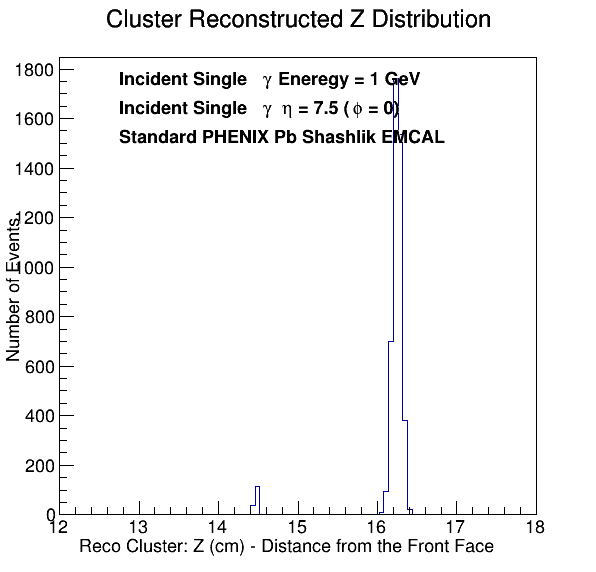 Cluster Reconstructed Z Distribution
Incident Single γ Eneregy = 1 GeV
Incident Single γ η = 7.5 ( ϕ = 0)
Standard PHENIX Pb Shashlik EMCAL
Number of Events
1800
1600
1400
1200
1000
800
600
400
200
0
12 13 14 15 16 17 18
Reco Cluster: Z (cm) - Distance from the Front Face